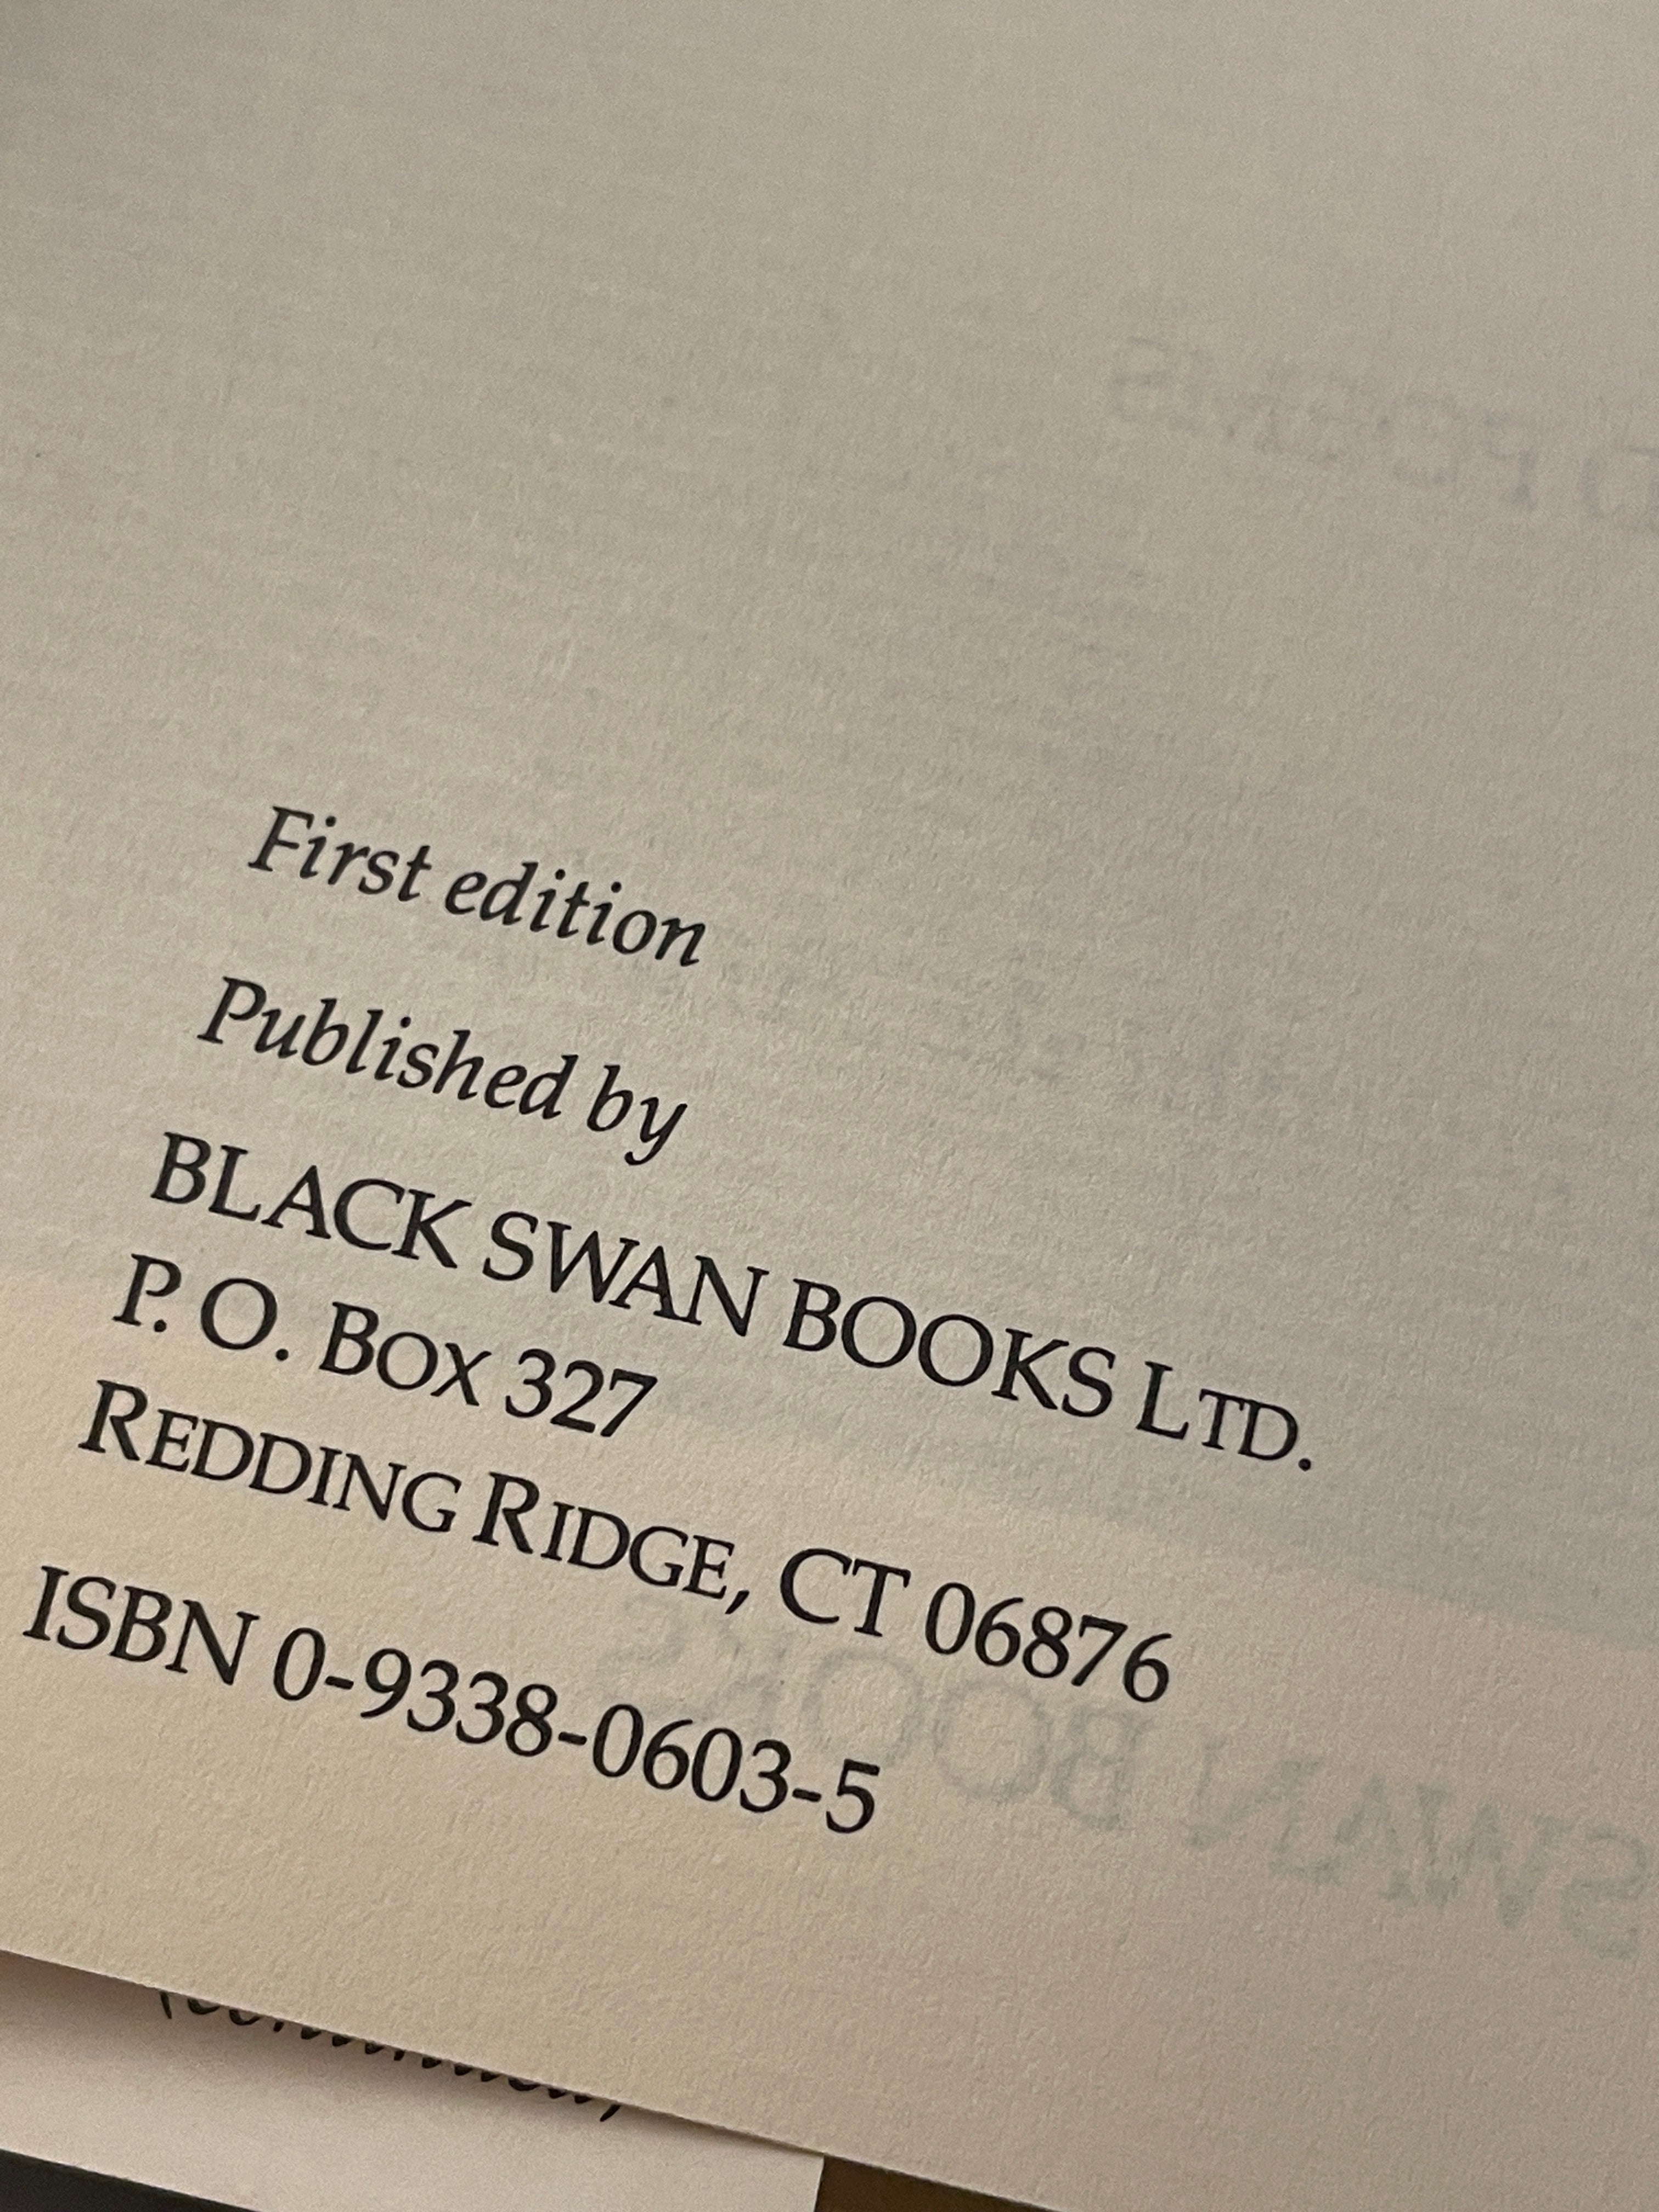 First edition
Published by
BLACK SWAN BOOKS LTD.
P. O. BOX 327
REDDING RIDGE, CT 06876
ISBN 0-9338-0603-5